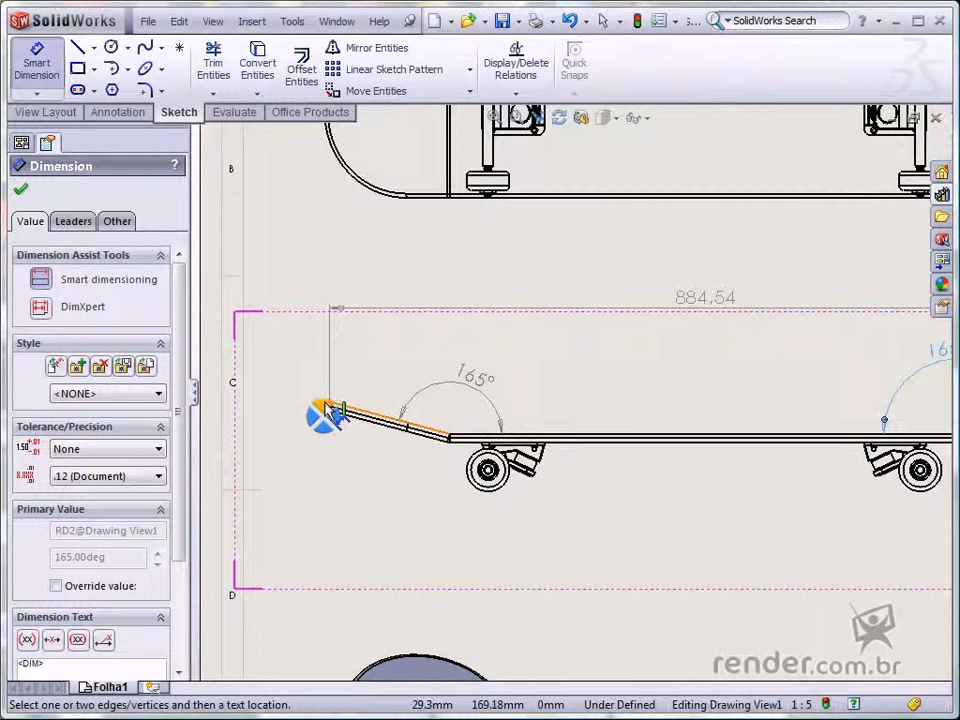 SolidWorks
File
Edit
View
Insert
Tools
Window
Help
S...
SolidWorks Search
Smart Dimension
Trim Entities
Convert Entities
Offset Entities
Mirror Entities
Linear Sketch Pattern
Move Entities
Display/Delete Relations
Quick Snaps
View Layout
Annotation
Sketch
Evaluate
Office Products
Dimension
?
Value
Leaders
Other
Dimension Assist Tools
Smart dimensioning
DimXpert
Style
<NONE>
Tolerance/Precision
None
.12 (Document)
Primary Value
RD2@Drawing View1
165.00deg
Override value:
Dimension Text
<DIM>
B
C
D
884,54
165°
render.com.br
Folha1
Select one or two edges/vertices and then a text location.
29.3mm
169.18mm
0mm
Under Defined
Editing Drawing View1
1 : 5